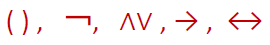 ( ) , ¬, ∧∨ , → , ↔